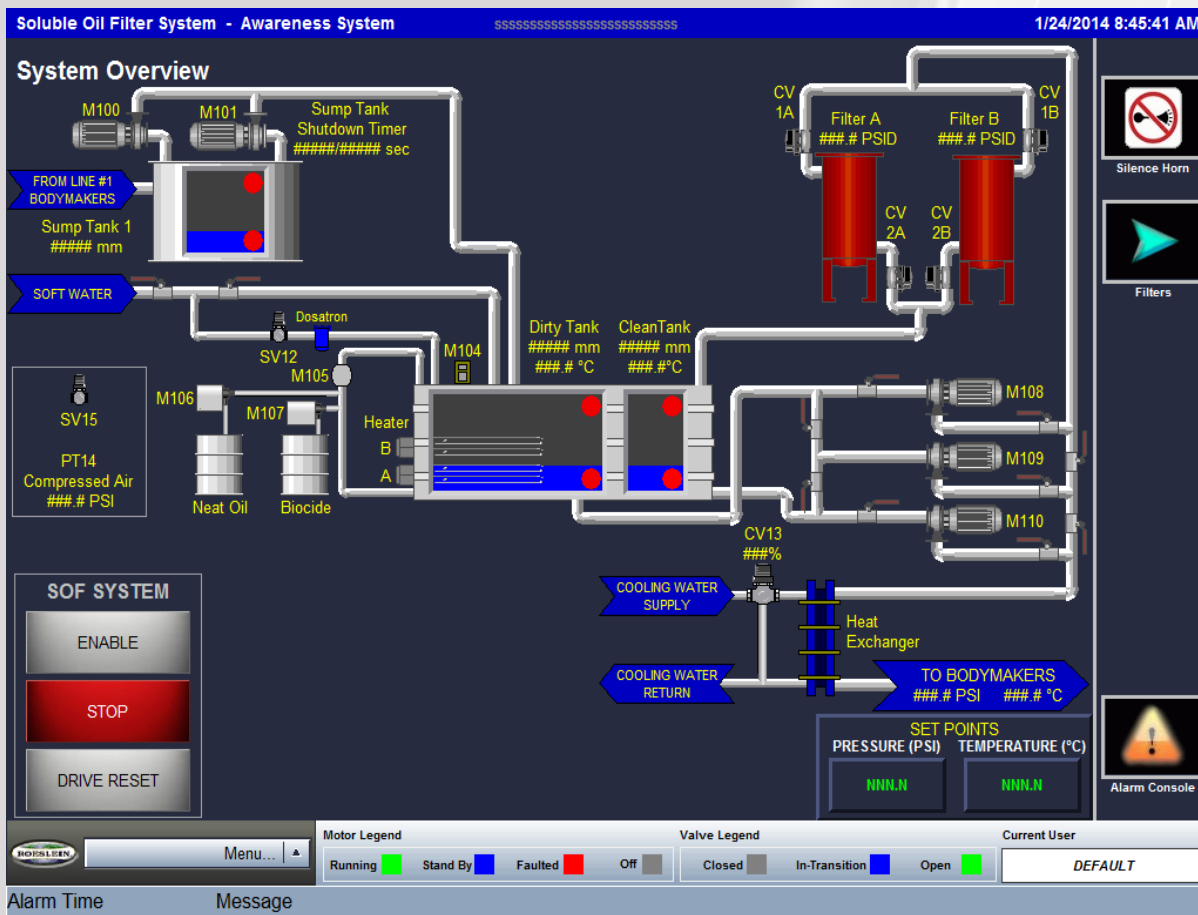 Soluble Oil Filter System - Awareness System
sssssssssssssssssssssssssss
1/24/2014 8:45:41 AM
System Overview
M100
M101
Sump Tank
Shutdown Timer
#####/##### sec
FROM LINE #1
BODYMAKERS
Sump Tank 1
##### mm
SOFT WATER
Dosatron
SV12
M104
M105
M106
M107
Heater
B
A
Neat Oil
Biocide
SV15
PT14
Compressed Air
###.# PSI
Dirty Tank
##### mm
###.# °C
CleanTank
##### mm
###.#°C
CV
1A
Filter A
###.# PSID
Filter B
###.# PSID
CV
1B
CV
2A
CV
2B
M108
M109
M110
CV13
###%
COOLING WATER
SUPPLY
COOLING WATER
RETURN
Heat
Exchanger
TO BODYMAKERS
###.# PSI ###.# °C
SET POINTS
PRESSURE (PSI) TEMPERATURE (°C)
NNN.N NNN.N
SOF SYSTEM
ENABLE
STOP
DRIVE RESET
Silence Horn
Filters
Alarm Console
ROESLEIN
Menu...
Motor Legend
Running Stand By Faulted Off
Valve Legend
Closed In-Transition Open
Current User
DEFAULT
Alarm Time Message